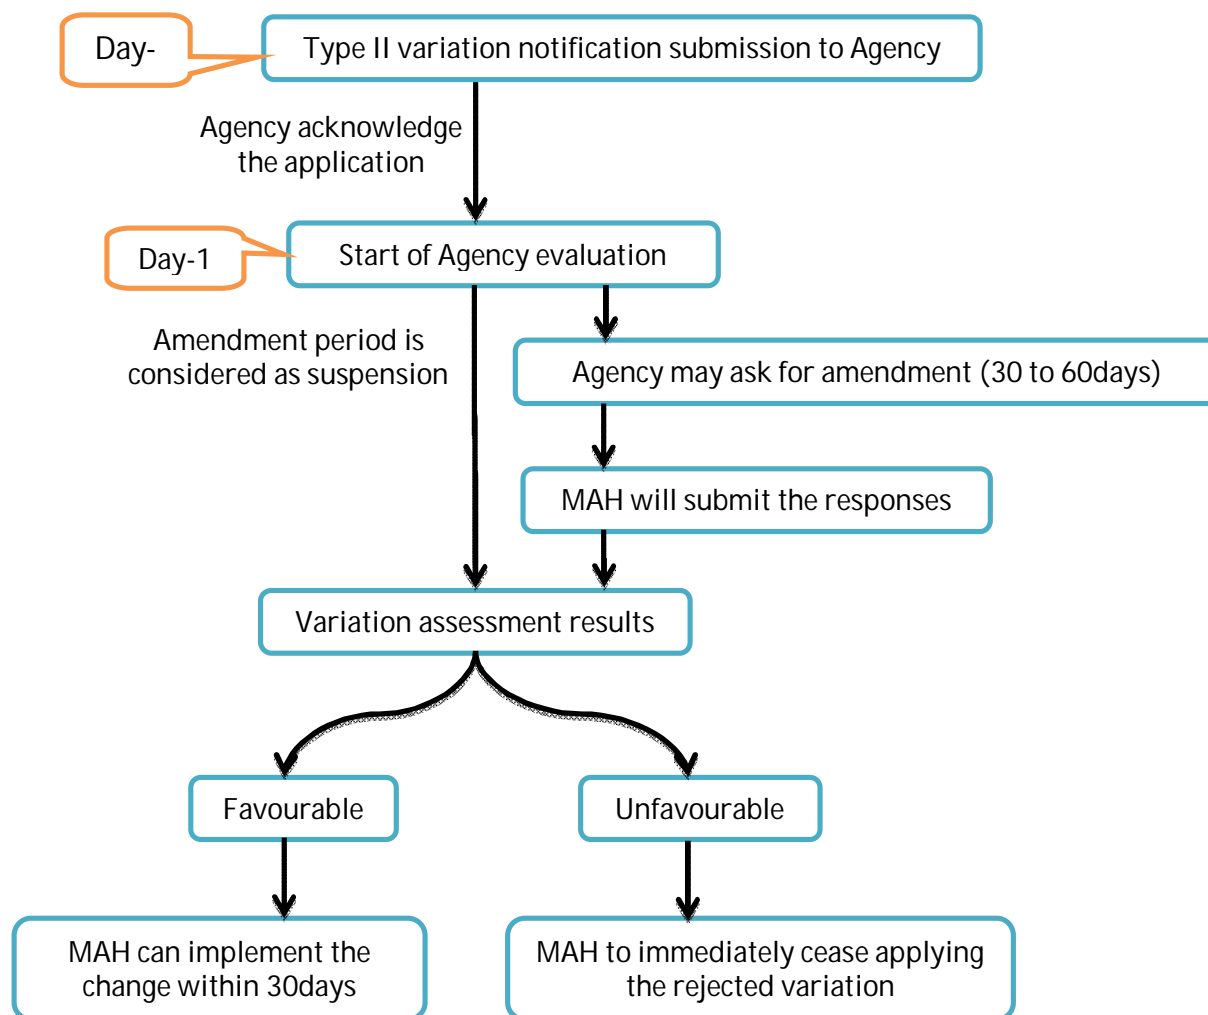 Day-
Type II variation notification submission to Agency
Agency acknowledge
the application
Day-1
Start of Agency evaluation
Amendment period is
considered as suspension
Agency may ask for amendment (30 to 60days)
MAH will submit the responses
Variation assessment results
Favourable
Unfavourable
MAH can implement the
change within 30days
MAH to immediately cease applying
the rejected variation